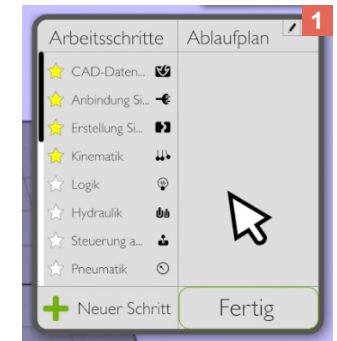 1
Arbeitsschritte Ablaufplan
CAD-Daten...
Anbindung Si...
Erstellung Si...
Kinematik
Logik
Hydraulik
Steuerung a...
Pneumatik
Neuer Schritt Fertig